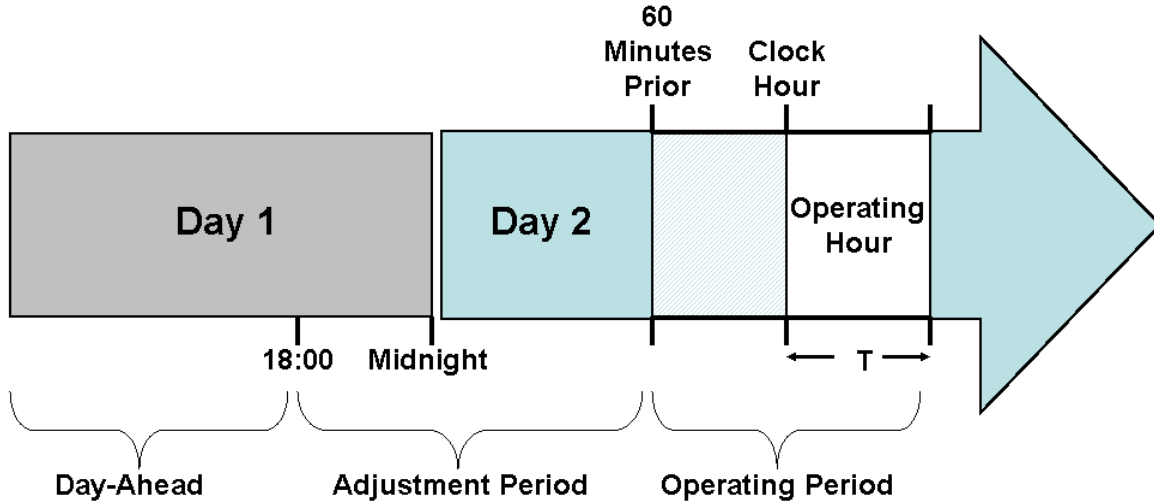 60
Minutes
Prior
Clock
Hour
Day 1
Day 2
Operating
Hour
18:00
Midnight
T
Day-Ahead
Adjustment Period
Operating Period